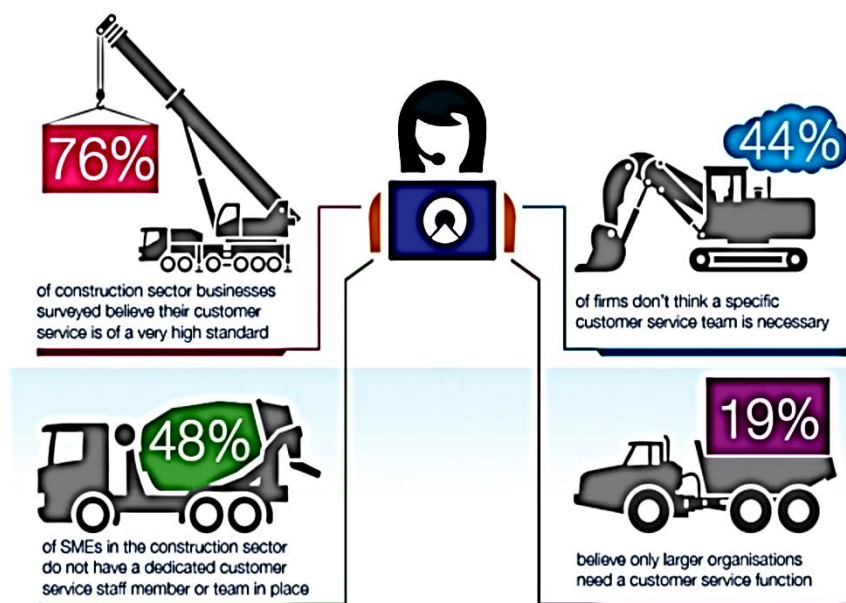 76%
of construction sector businesses
surveyed believe their customer
service is of a very high standard
44%
of firms don't think a specific
customer service team is necessary
48%
of SMEs in the construction sector
do not have a dedicated customer
service staff member or team in place
19%
believe only larger organisations
need a customer service function